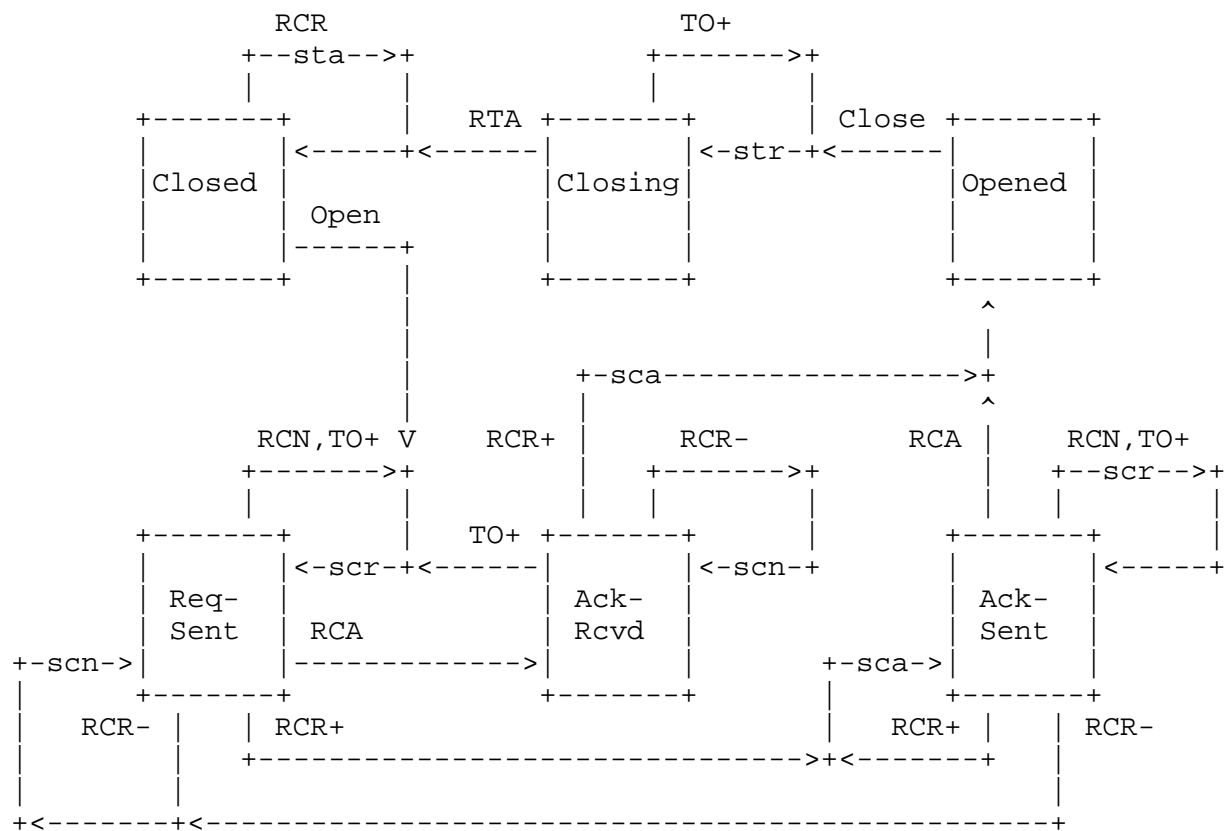 RCR TO+
+--sta-->+ +------->+
| | | |
+-------+ | RTA +-------+ | Close +-------+
| |<-----+<------| |<-str-+<------| |
|Closed | |Closing| |Opened |
| | Open | | | |
| |------+ | | | |
+-------+ | +-------+ +-------+
| ^
| |
| +-sca----------------->+
| | ^
RCN,TO+ V RCR+ | RCR- RCA | RCN,TO+
+------->+ | +------->+ | +--scr-->+
| | | | | | | |
+-------+ | TO+ +-------+ | +-------+ |
| |<-scr-+<------| |<-scn-+ | |<-----+
| Req- | | Ack- | | Ack- |
| Sent | RCA | Rcvd | | Sent |
+-scn->| |------------->| | +-sca->| |
| +-------+ +-------+ | +-------+
| RCR- | | RCR+ | RCR+ | | RCR-
| | +------------------------------->+<-------+ |
| | |
+<-------+<------------------------------------------------+